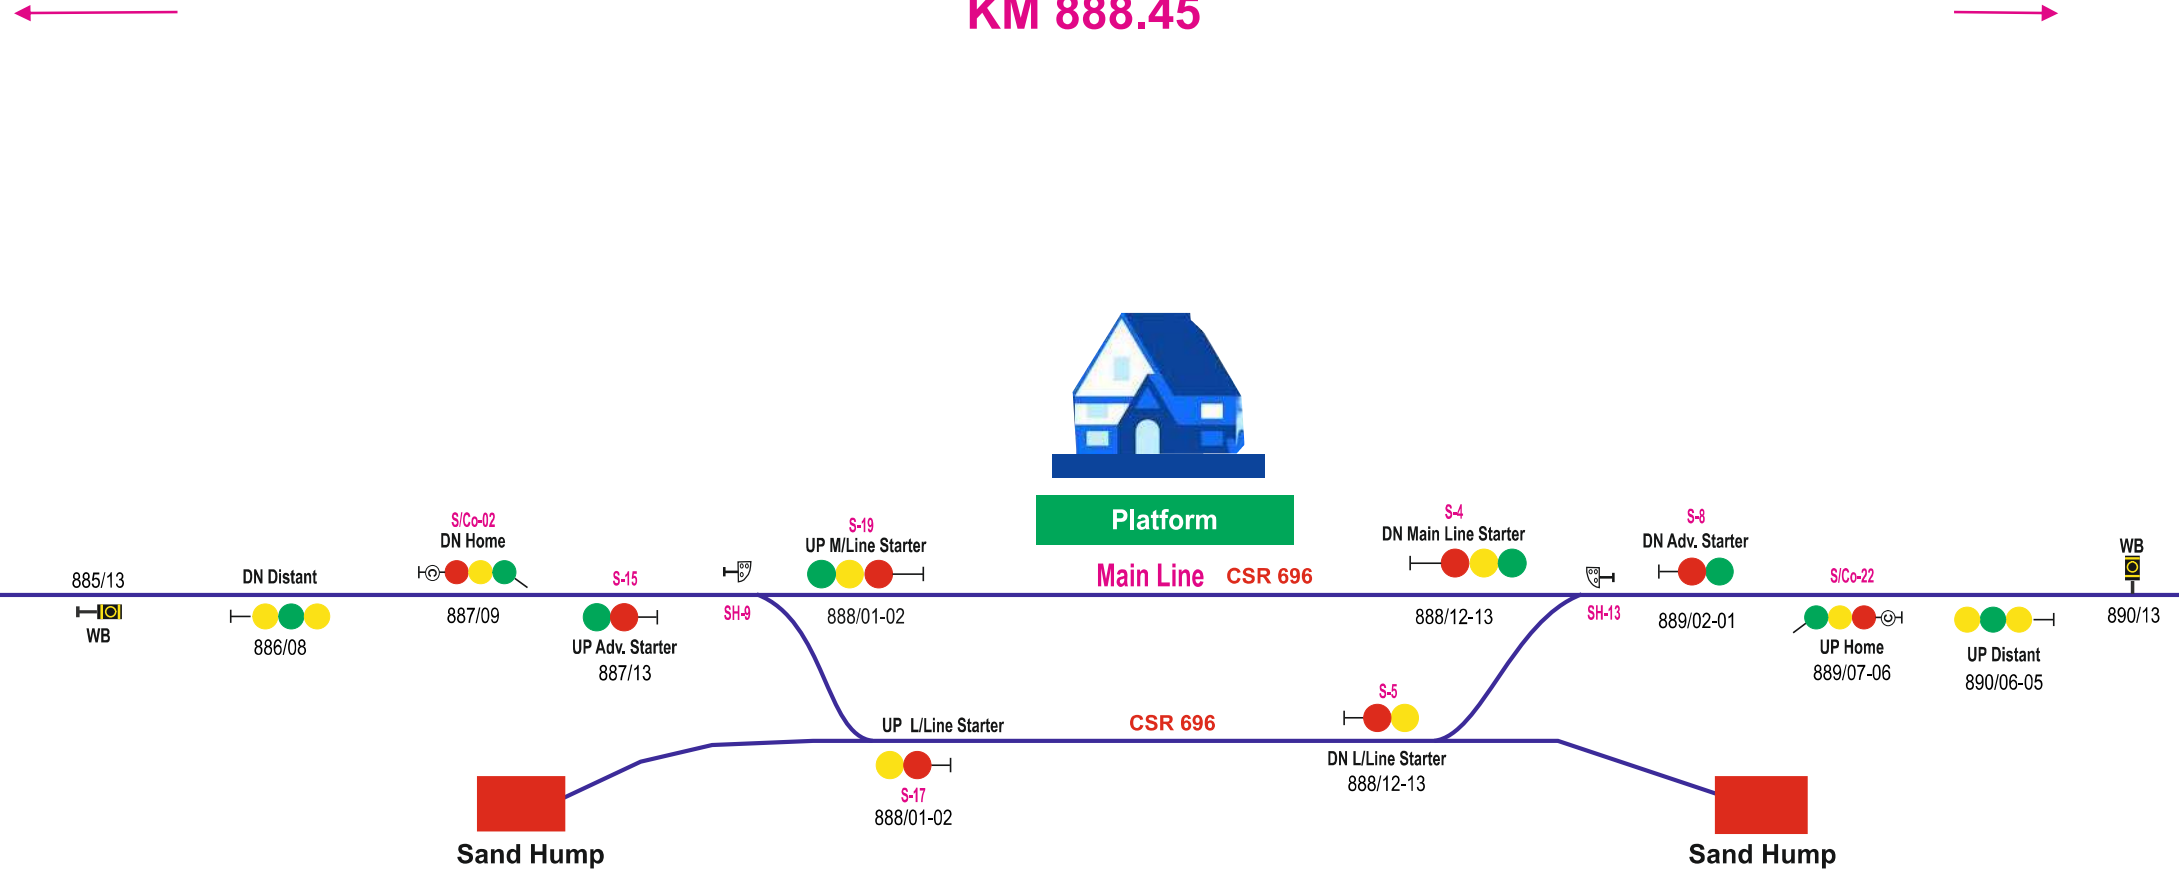 KM 888.45
Platform
Main Line CSR 696
885/13
WB
DN Distant
886/08
S/Co-02
DN Home
887/09
S-15
UP Adv. Starter
887/13
SH-9
S-19
UP M/Line Starter
888/01-02
S-4
DN Main Line Starter
888/12-13
SH-13
S-8
DN Adv. Starter
889/02-01
S/Co-22
UP Home
889/07-06
UP Distant
890/06-05
WB
890/13
UP L/Line Starter
S-17
888/01-02
CSR 696
S-5
DN L/Line Starter
888/12-13
Sand Hump
Sand Hump